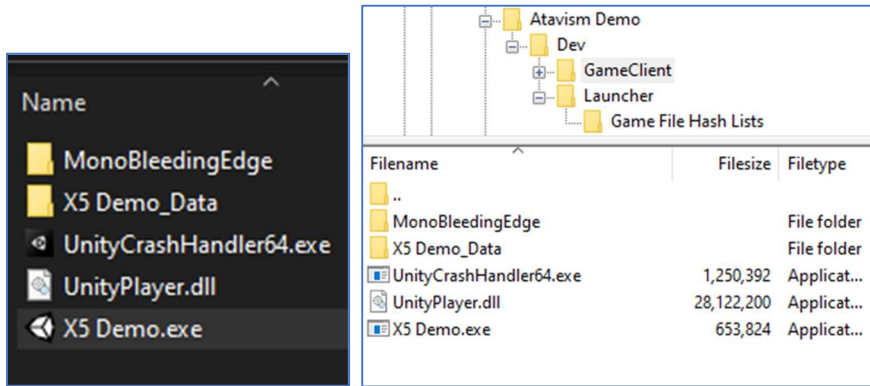 Name
MonoBleedingEdge
X5 Demo_Data
UnityCrashHandler64.exe
UnityPlayer.dll
X5 Demo.exe
Atavism Demo
Dev
GameClient
Launcher
Game File Hash Lists
Filename Filesize Filetype
..
MonoBleedingEdge File folder
X5 Demo_Data File folder
UnityCrashHandler64.exe 1,250,392 Applicat...
UnityPlayer.dll 28,122,200 Applicat...
X5 Demo.exe 653,824 Applicat...